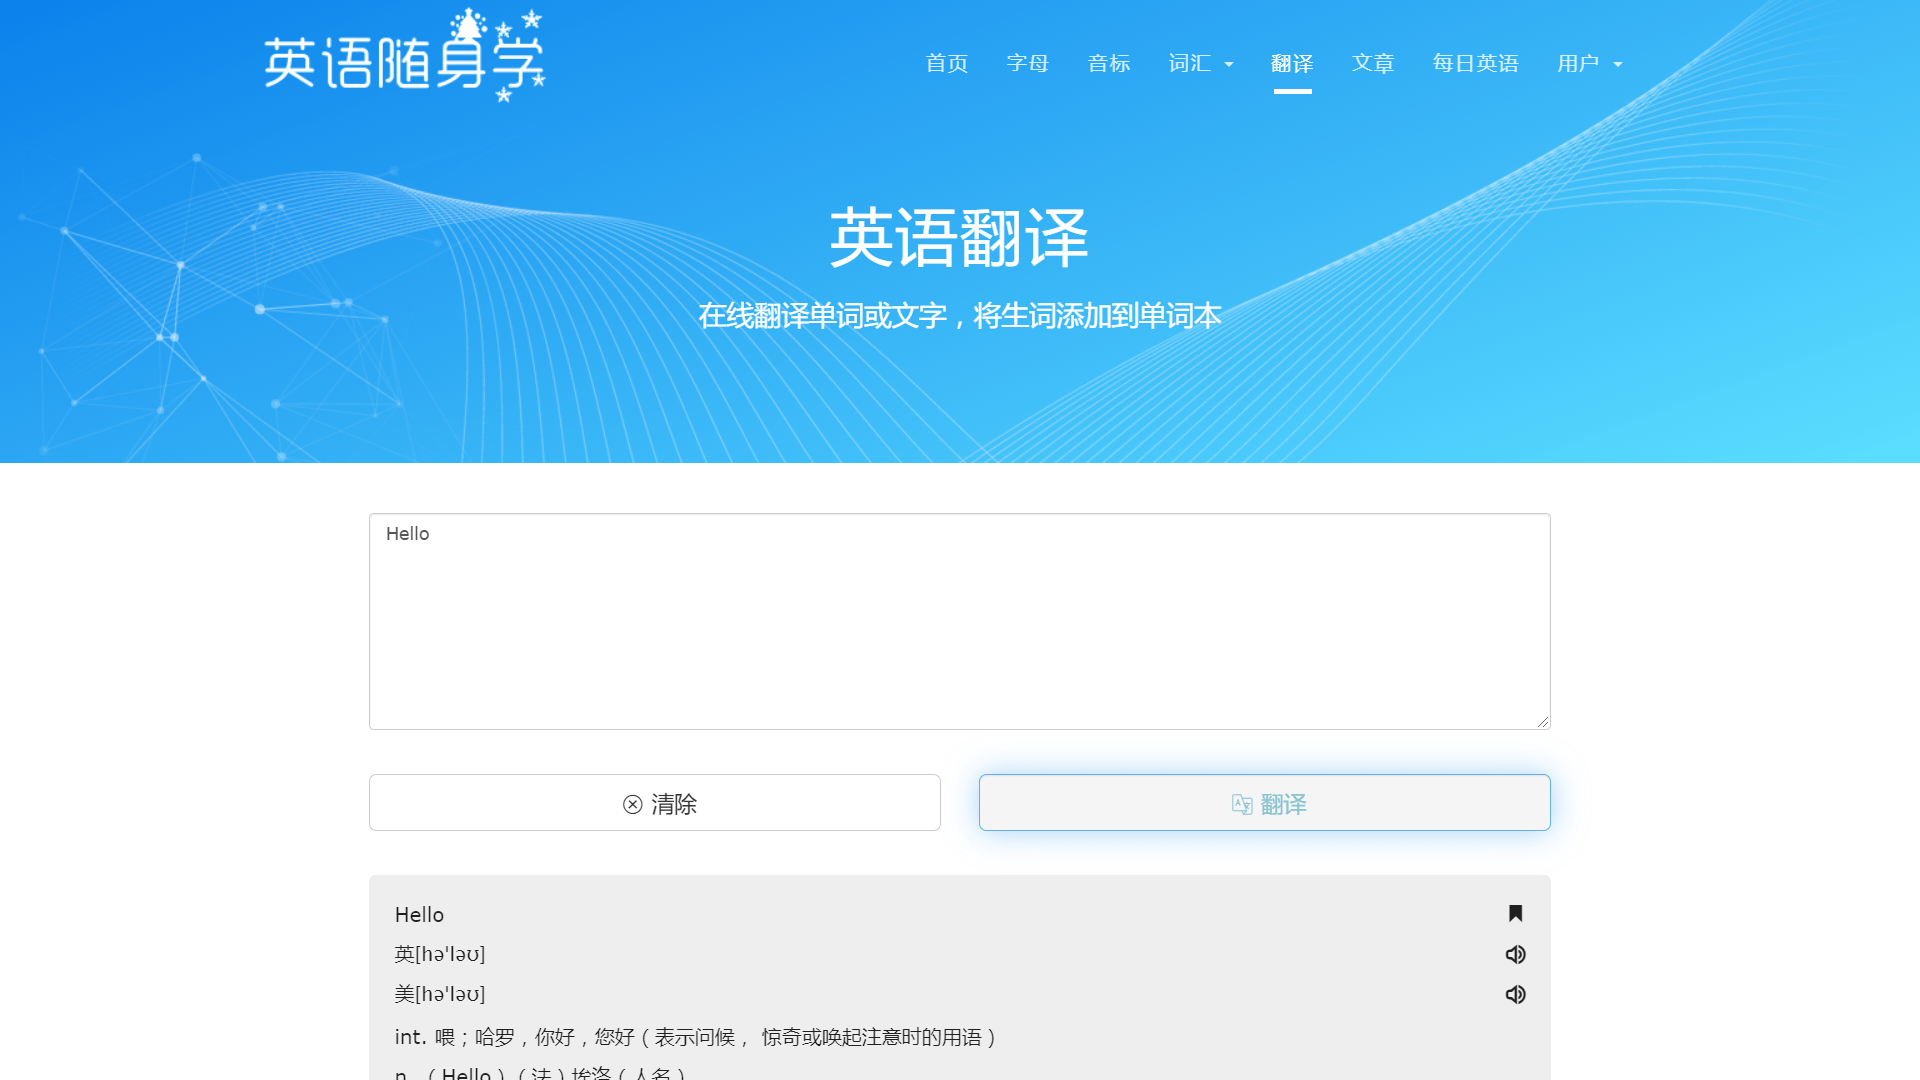 英语随身学
首页 字母 音标 词汇 翻译 文章 每日英语 用户
英语翻译
在线翻译单词或文字，将生词添加到单词本
Hello
清除 翻译
Hello
英[hə'ləʊ]
美[hə'ləʊ]
int. 喂；哈罗，你好，您好（表示问候， 惊奇或唤起注意时的用语）
n. （Hello）（法）埃洛（人名）